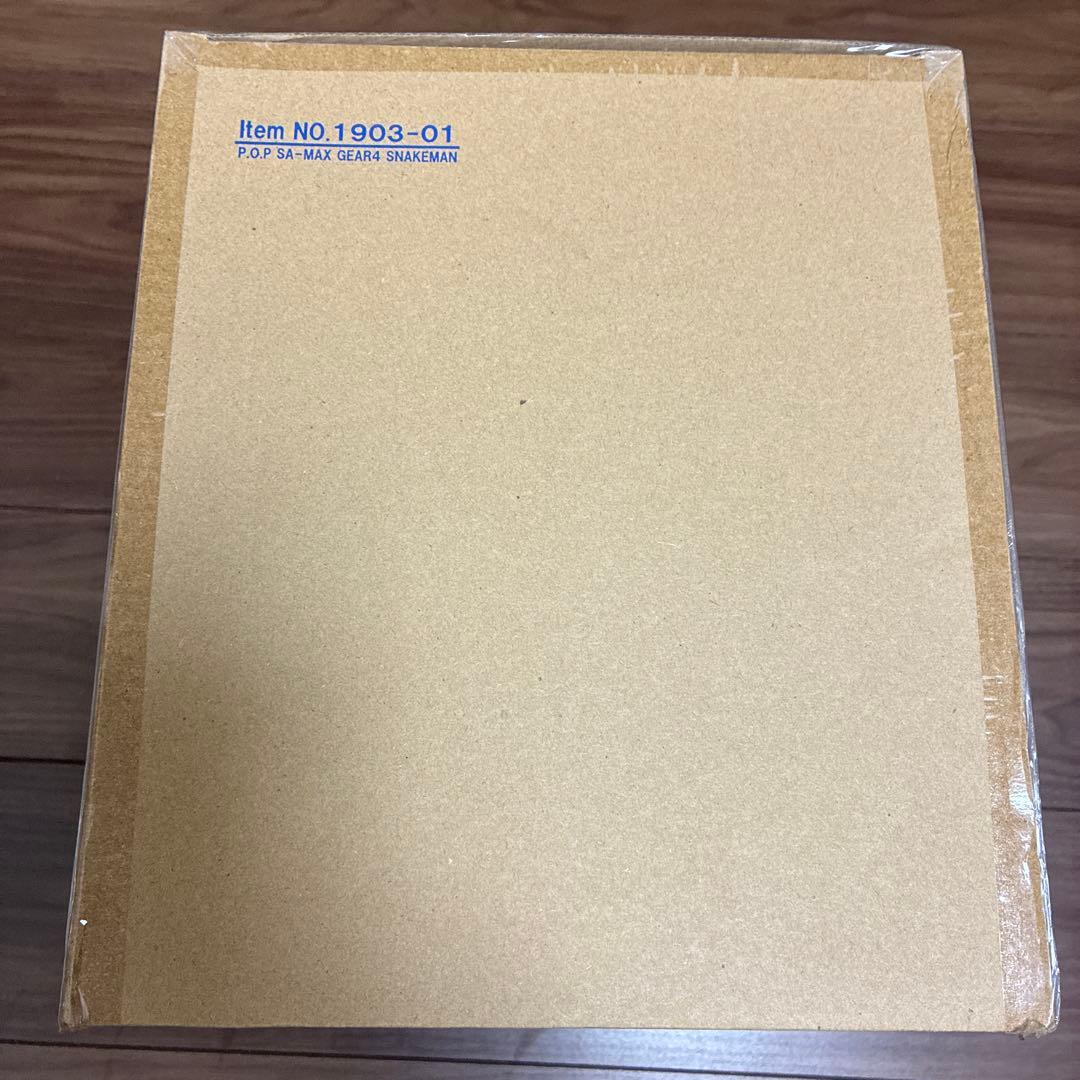 Item NO.1903-01
P.O.P SA-MAX GEAR4 SNAKEMAN